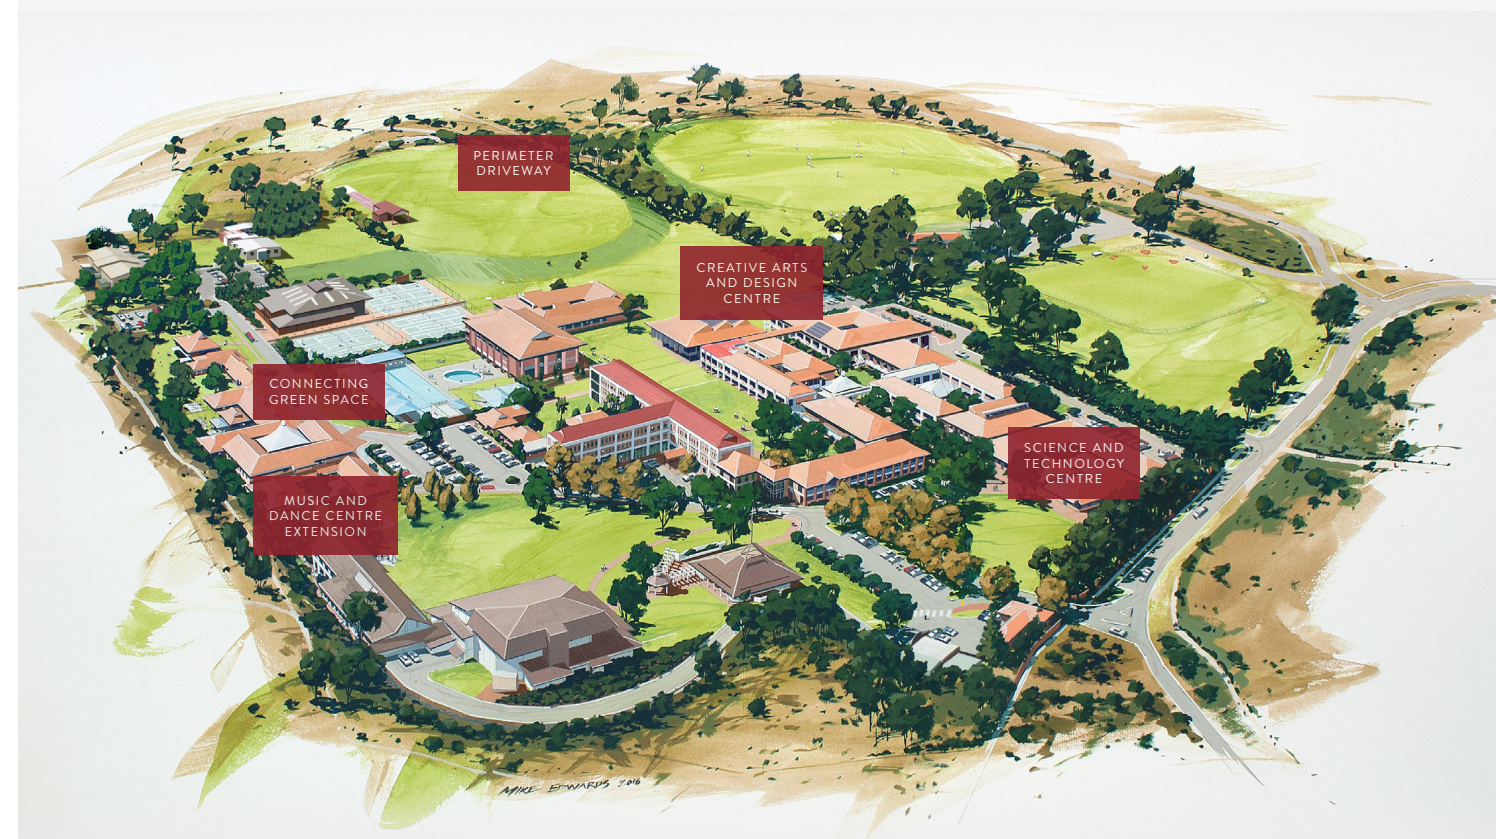 PERIMETER
DRIVEWAY
CREATIVE ARTS
AND DESIGN
CENTRE
CONNECTING
GREEN SPACE
SCIENCE AND
TECHNOLOGY
CENTRE
MUSIC AND
DANCE CENTRE
EXTENSION
MIKE EDWARDS 2016